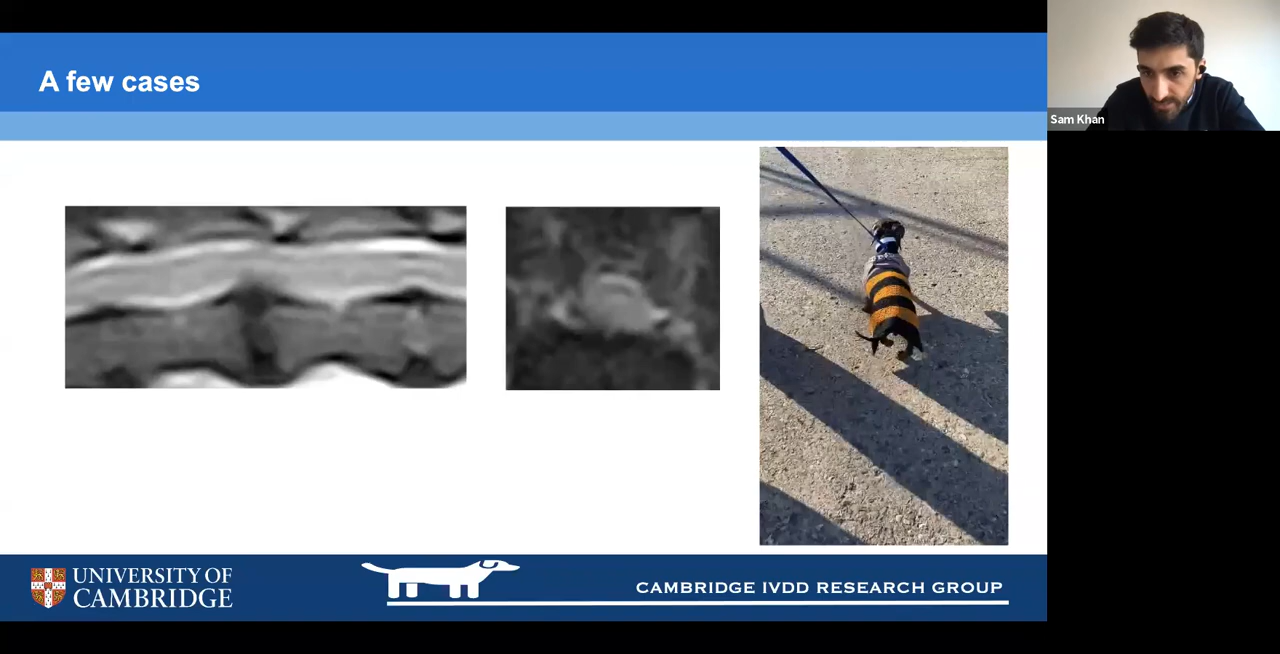 A few cases
Sam Khan
UNIVERSITY OF
CAMBRIDGE
CAMBRIDGE IVDD RESEARCH GROUP